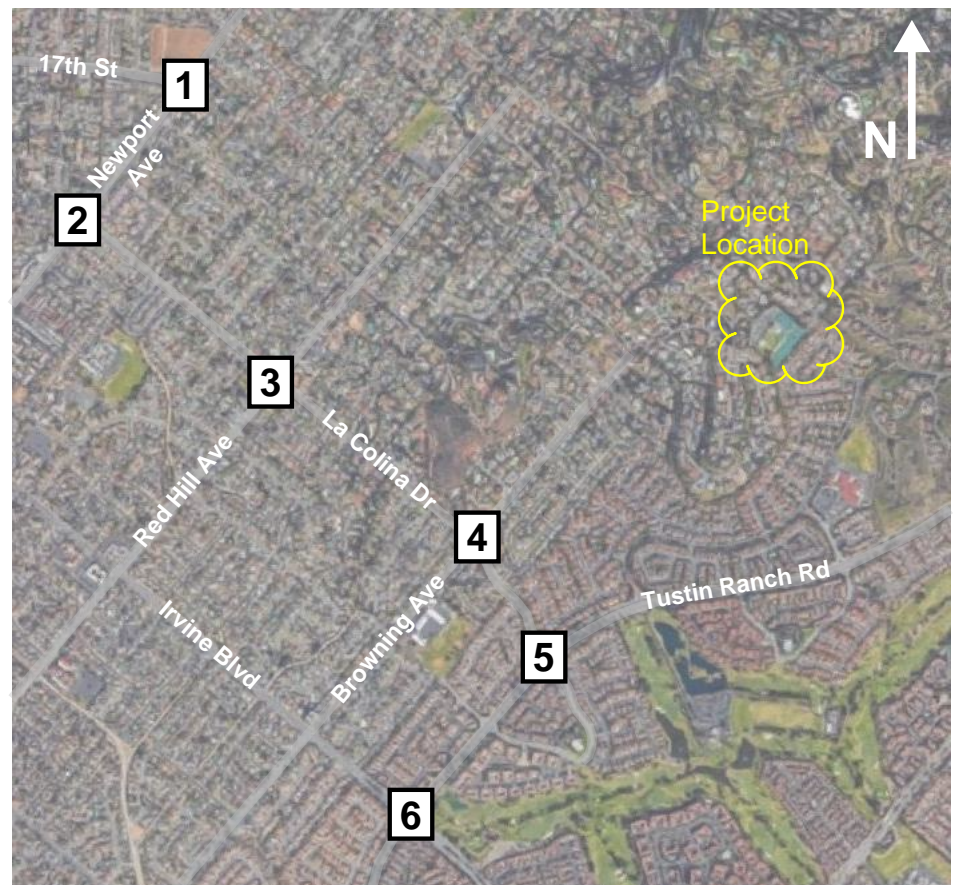 17th St
1
Newport
Ave
2
N
Project
Location
3
La Colina Dr
Red Hill Ave
4
Tustin Ranch Rd
Browning Ave
Irvine Blvd
5
6